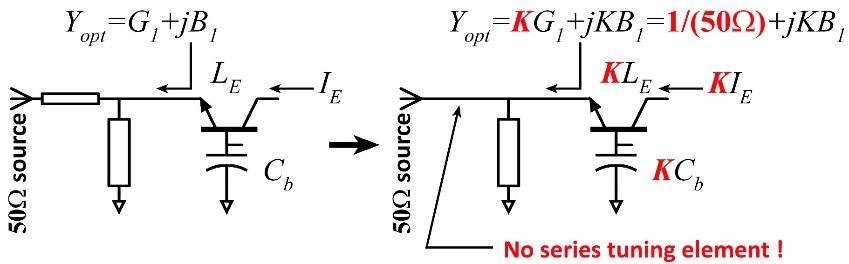 Y_opt=G_1+jB_1
Y_opt=KG_1+jKB_1=1/(50Ω)+jKB_1
L_E
I_E
50Ω source
C_b
KL_E
KI_E
50Ω source
KC_b
No series tuning element !